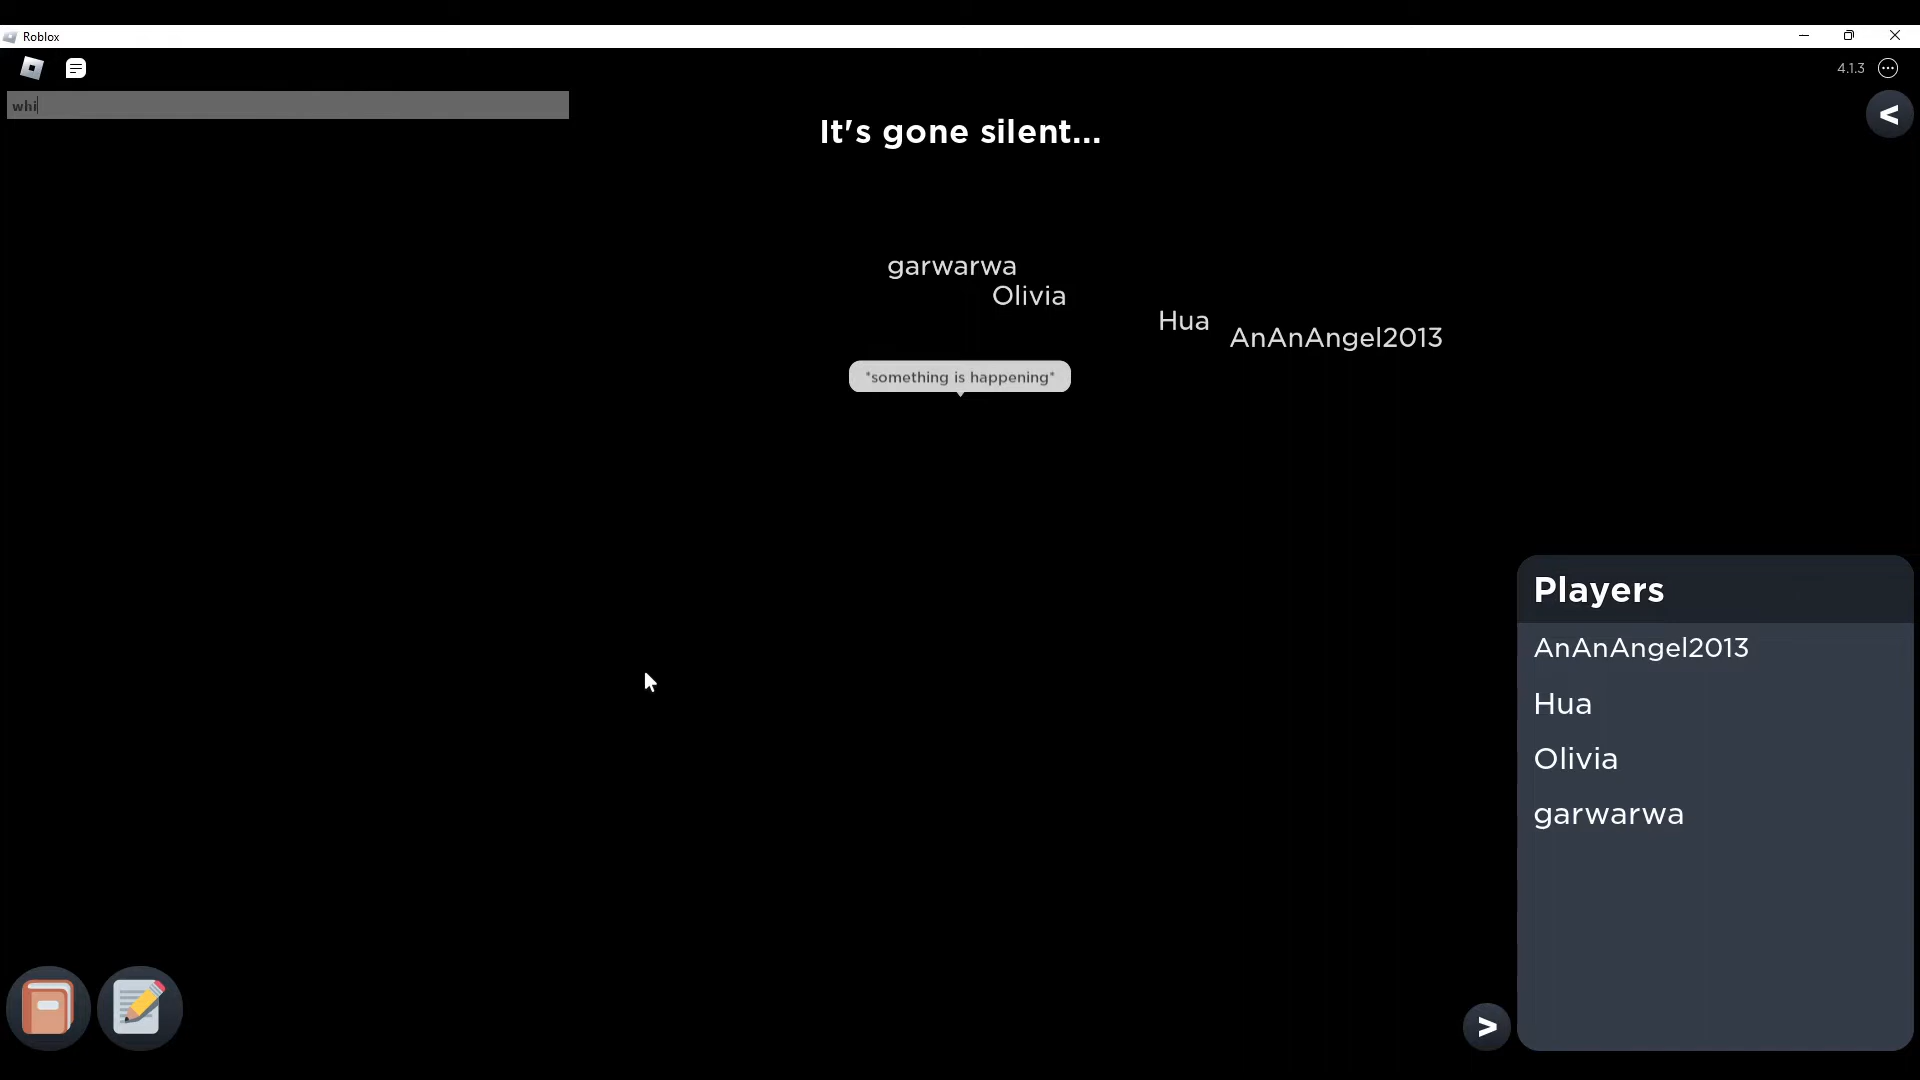 Roblox
4.1.3
whi
<
It's gone silent...
garwarwa
Olivia
Hua
AnAnAngel2013
*something is happening*
Players
AnAnAngel2013
Hua
Olivia
garwarwa
>